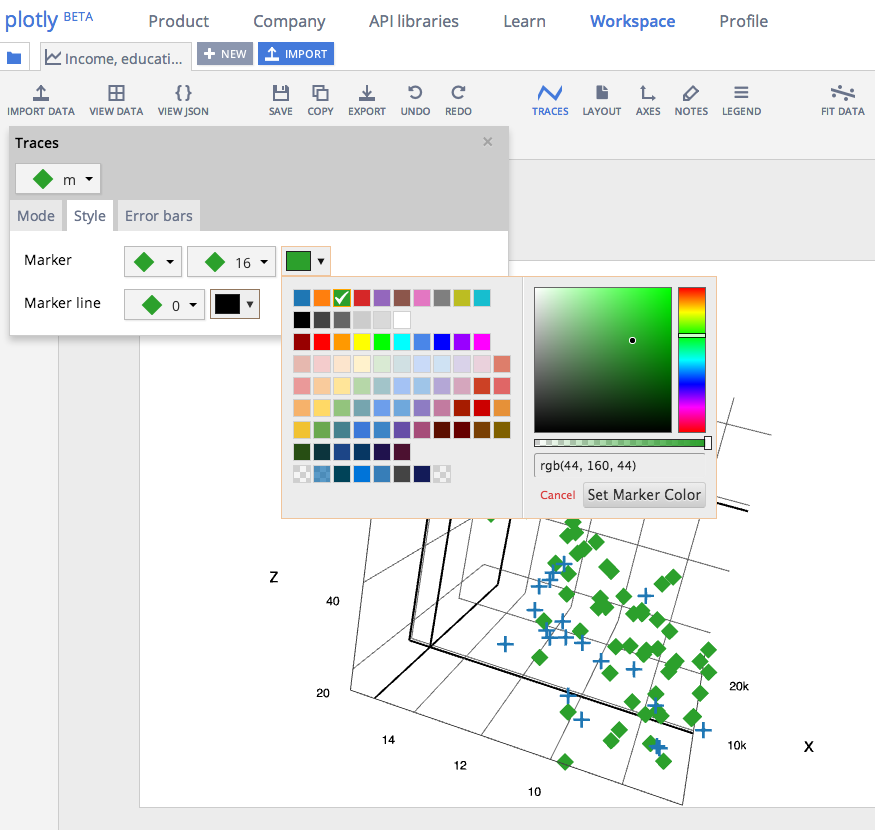 plotly BETA Product Company API libraries Learn Workspace Profile
Income, educati... + NEW IMPORT
IMPORT DATA VIEW DATA VIEW JSON SAVE COPY EXPORT UNDO REDO TRACES LAYOUT AXES NOTES LEGEND FIT DATA
Traces ×
m
Mode Style Error bars
Marker 16
Marker line 0
rgb(44, 160, 44)
Cancel Set Marker Color
Z
40
20
20k
14
10k X
12
10